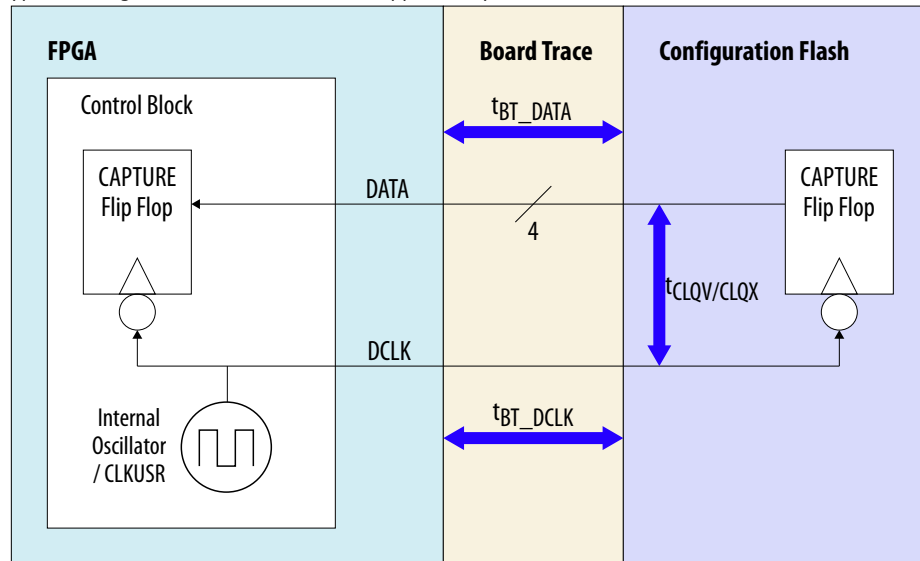 FPGA
Board Trace
Configuration Flash
Control Block
tBT_DATA
CAPTURE
Flip Flop
DATA
4
CAPTURE
Flip Flop
tCLQV/CLQX
DCLK
Internal
Oscillator
/ CLKUSR
tBT_DCLK